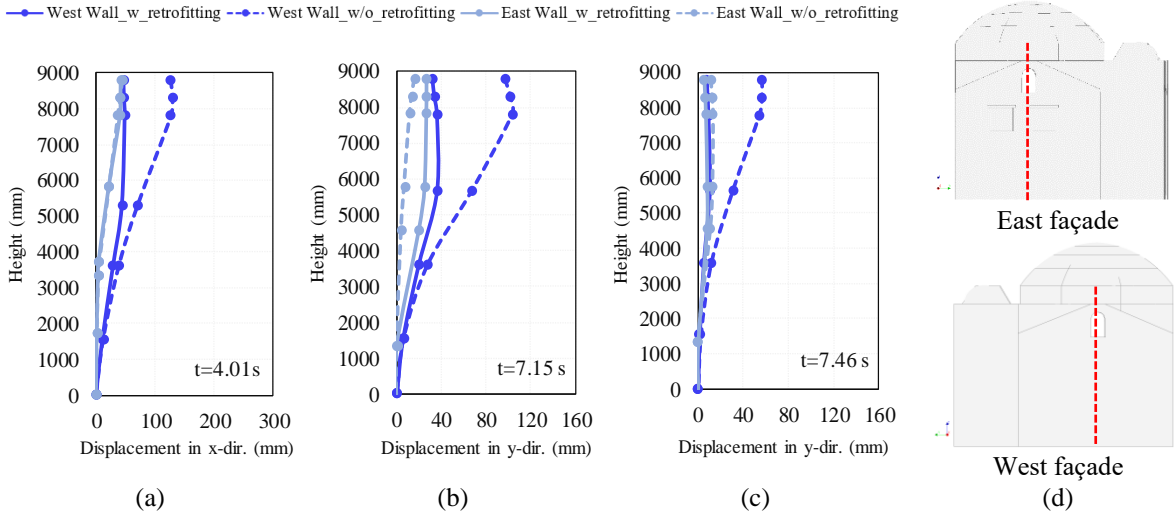 West Wall_w_retrofitting West Wall_w/o_retrofitting East Wall_w_retrofitting East Wall_w/o_retrofitting
9000
8000
7000
6000
5000
4000
3000
2000
1000
0
Height (mm)
t=4.01s
0 100 200 300
Displacement in x-dir. (mm)
(a)
9000
8000
7000
6000
5000
4000
3000
2000
1000
0
Height (mm)
t=7.15 s
0 40 80 120 160
Displacement in y-dir. (mm)
(b)
9000
8000
7000
6000
5000
4000
3000
2000
1000
0
Height (mm)
t=7.46 s
0 40 80 120 160
Displacement in y-dir. (mm)
(c)
East façade
West façade
(d)